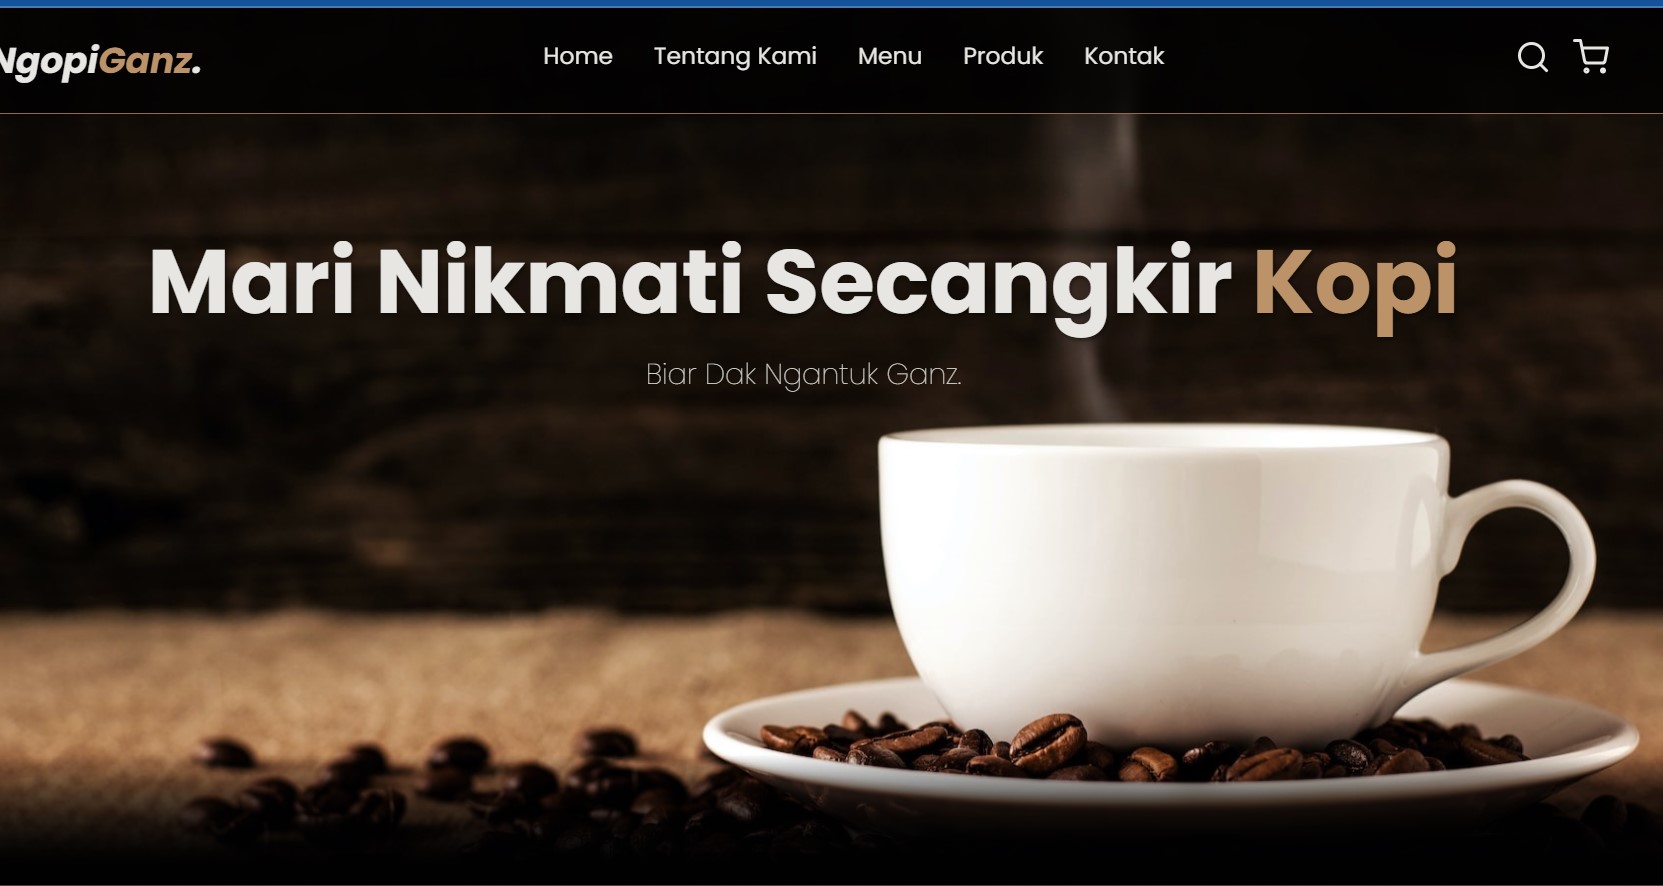 NgopiGanz.
Home Tentang Kami Menu Produk Kontak
Mari Nikmati Secangkir Kopi
Biar Dak Ngantuk Ganz.